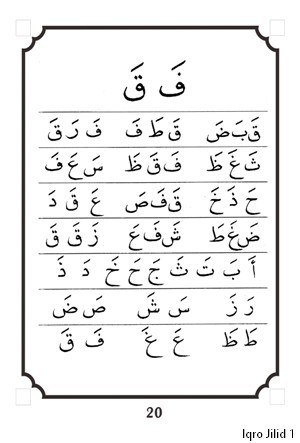 فَ قَ
قَبَضَ قَ طَ فَ فَ رَ قَ
ثَ غَ ظَ فَ قَ ظَ سَ عَ فَ
حَ ذَ خَ قَ فَ صَ عَ قَ دَ
ضَ غَ طَ شَ فَ عَ زَ قَ قَ
أَ بَ تَ ثَ جَ حَ خَ دَ ذَ
رَ زَ سَ شَ صَ ضَ
طَ ظَ عَ غَ فَ قَ
20
Iqro Jilid 1